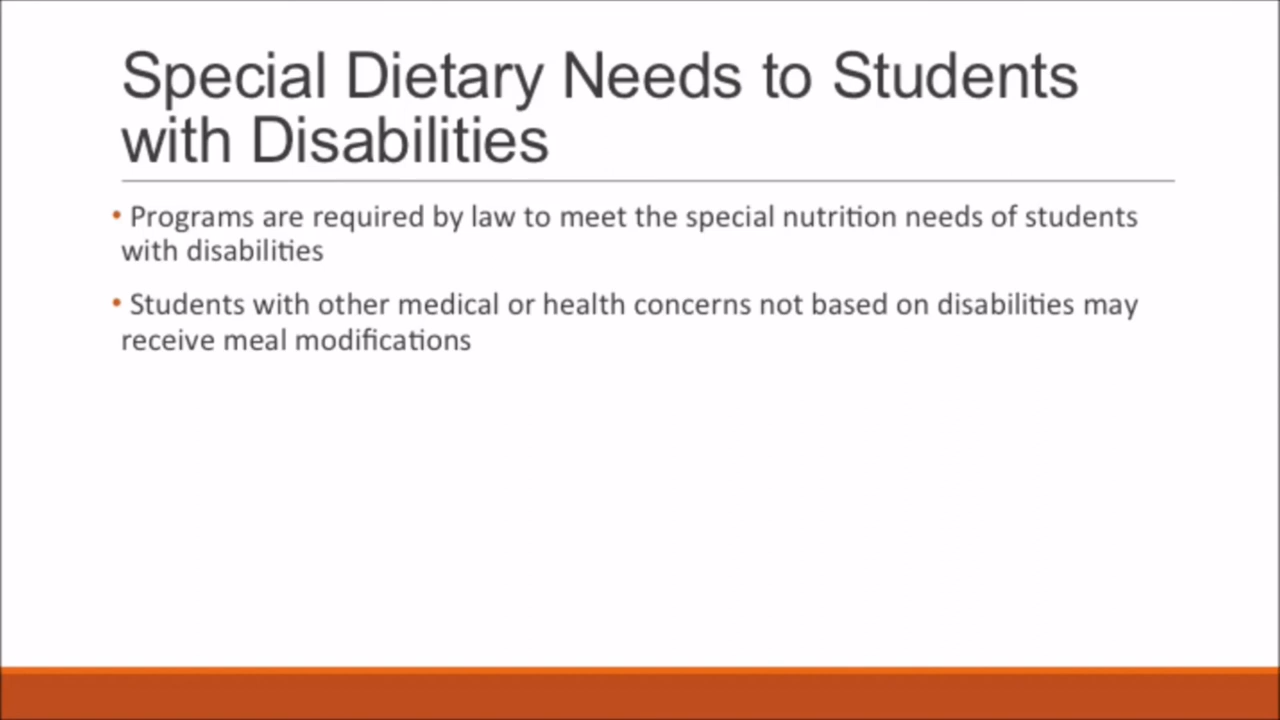 Special Dietary Needs to Students
with Disabilities
• Programs are required by law to meet the special nutrition needs of students
with disabilities
• Students with other medical or health concerns not based on disabilities may
receive meal modifications